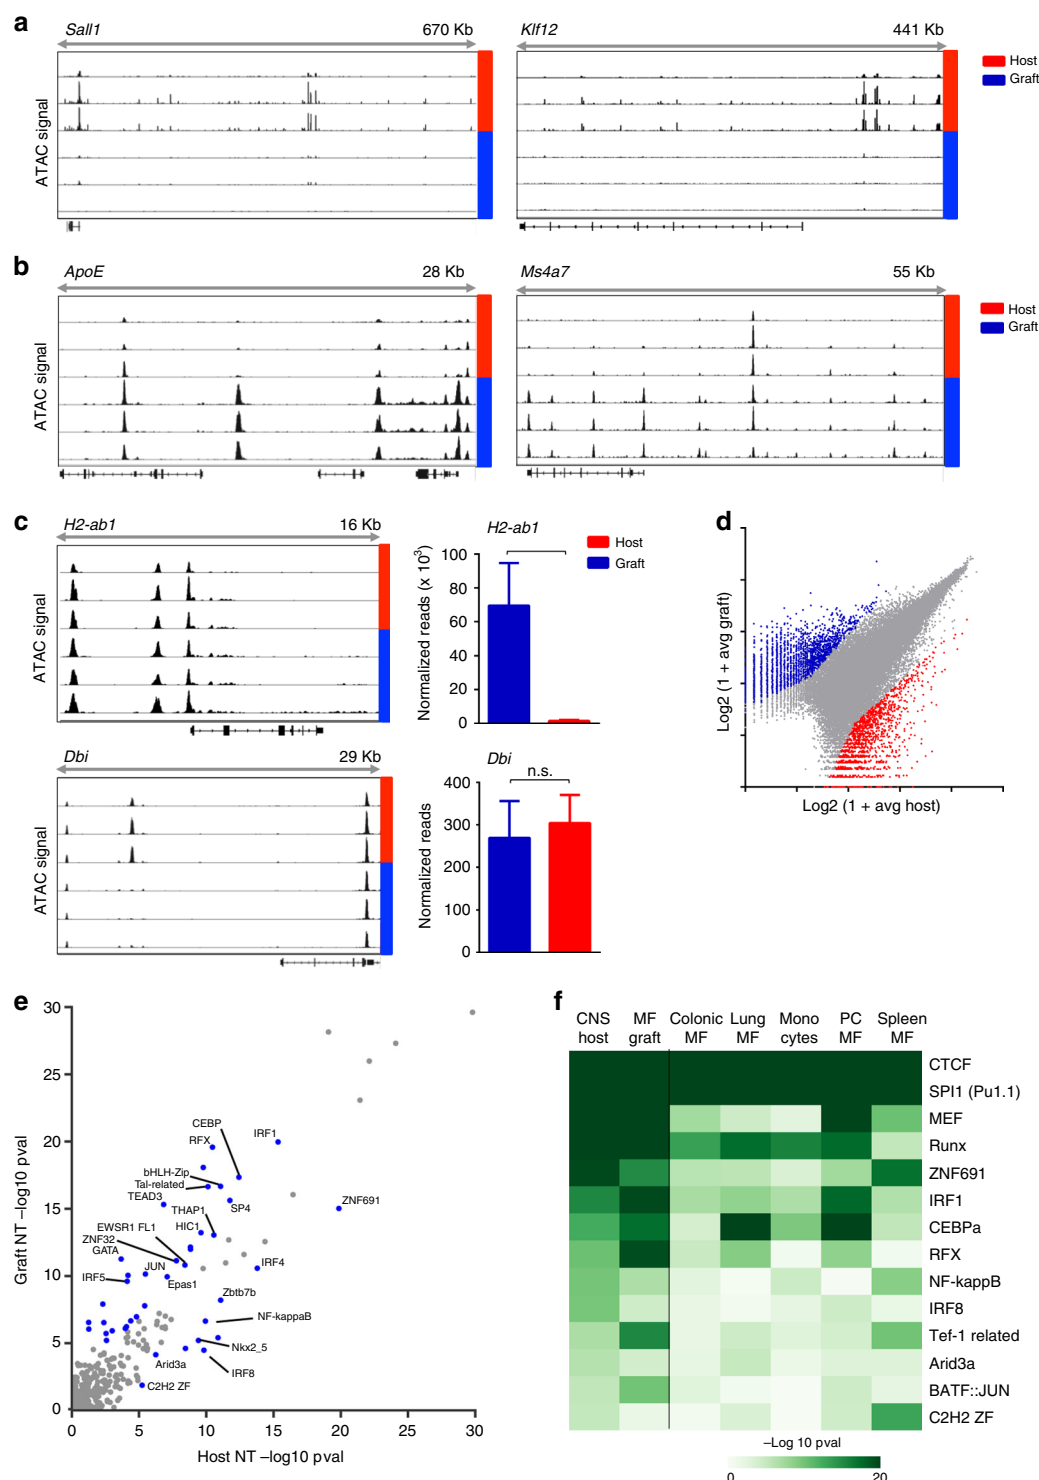 a
Sall1 670 Kb
Klf12 441 Kb
Host
Graft
ATAC signal
b
ApoE 28 Kb
Ms4a7 55 Kb
Host
Graft
ATAC signal
c
H2-ab1 16 Kb
ATAC signal
H2-ab1
Host
Graft
Normalized reads (x 10³)
100
80
60
40
20
0
Dbi 29 Kb
ATAC signal
Dbi
n.s.
Normalized reads
400
300
200
100
0
d
Log2 (1 + avg graft)
Log2 (1 + avg host)
e
Graft NT –log10 pval
30
25
20
15
10
5
0
CEBP
IRF1
RFX
bHLH-Zip
Tal-related
TEAD3
SP4
ZNF691
THAP1
EWSR1 FL1
HIC1
ZNF32
GATA
JUN
IRF4
IRF5
Epas1
Zbtb7b
NF-kappaB
Nkx2_5
Arid3a
IRF8
C2H2 ZF
0 5 10 15 20 25 30
Host NT –log10 pval
f
CNS host
MF graft
Colonic MF
Lung MF
Mono cytes
PC MF
Spleen MF
CTCF
SPI1 (Pu1.1)
MEF
Runx
ZNF691
IRF1
CEBPa
RFX
NF-kappB
IRF8
Tef-1 related
Arid3a
BATF::JUN
C2H2 ZF
–Log 10 pval
0 20